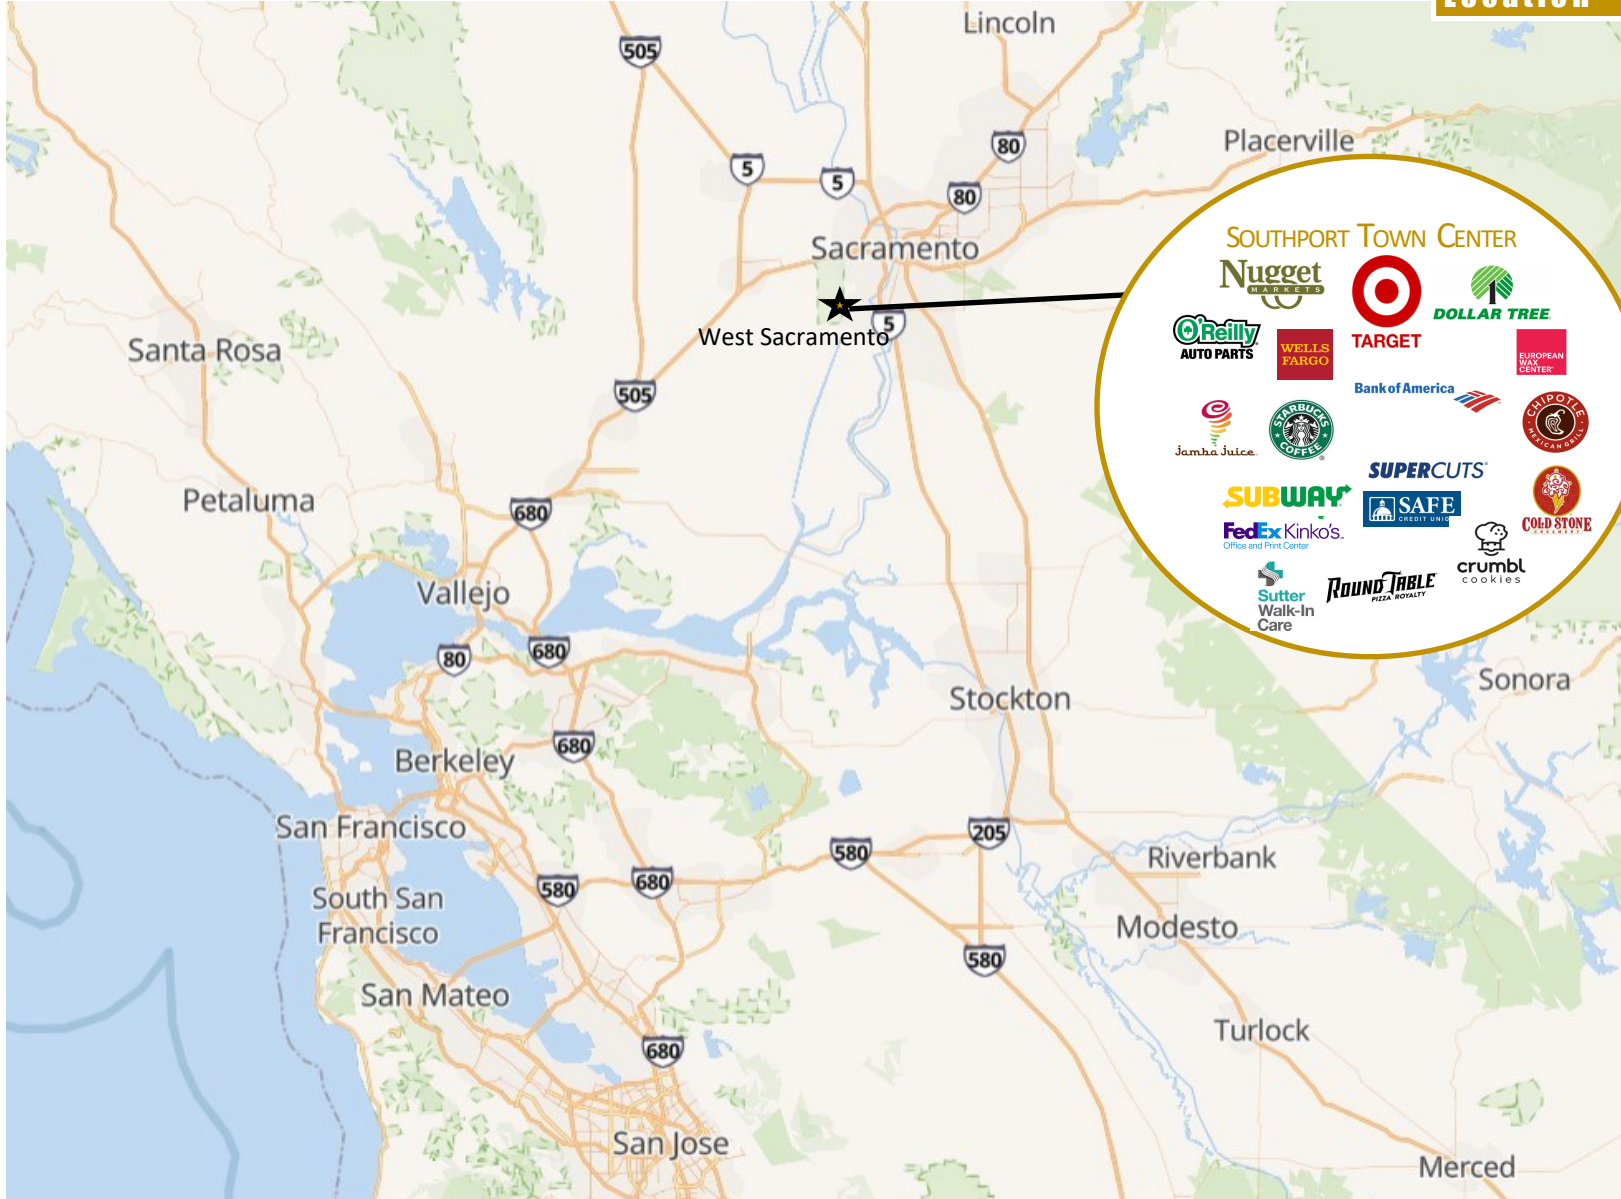 Location
Lincoln
505
80
Placerville
5
5
80
Sacramento
West Sacramento
5
Santa Rosa
505
SOUTHPORT TOWN CENTER
Nugget
MARKETS
TARGET
DOLLAR TREE
O'Reilly
AUTO PARTS
WELLS
FARGO
EUROPEAN
WAX
CENTER
Bank of America
Jamba Juice
STARBUCKS
COFFEE
CHIPOTLE
MEXICAN GRILL
SUPERCUTS
SUBWAY
SAFE
CREDIT UNIO
COLD STONE
CREAMERY
FedEx Kinko's
Office and Print Center
crumbl
cookies
Sutter
Walk-In
Care
ROUND TABLE
PIZZA ROYALTY
Petaluma
680
Vallejo
80
680
Sonora
Stockton
680
Berkeley
San Francisco
205
580
Riverbank
580
680
South San
Francisco
Modesto
580
San Mateo
Turlock
680
San Jose
Merced